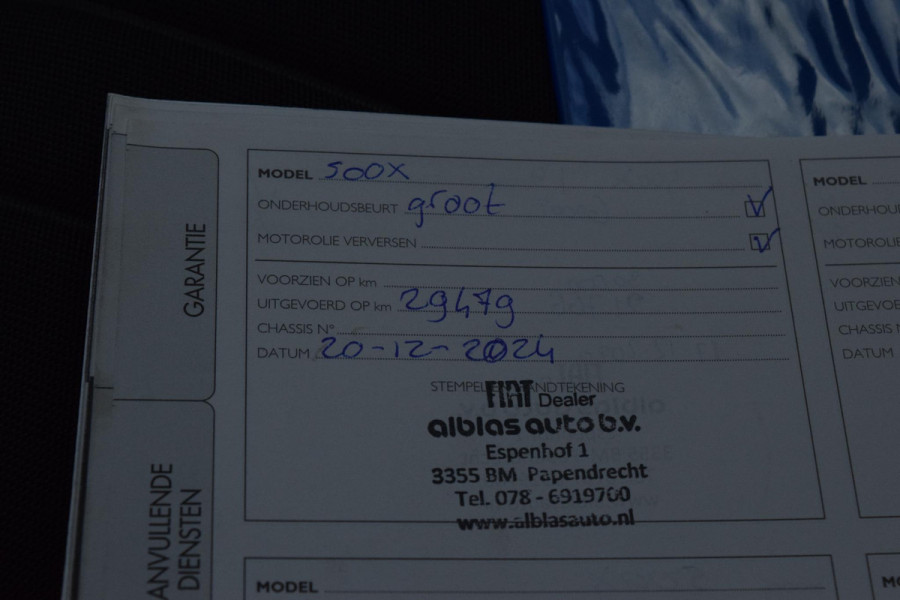 GARANTIE
AANVULLENDE
DIENSTEN
MODEL 500X
ONDERHOUDSBEURT groot
MOTOROLIE VERVERSEN
VOORZIEN OP km
UITGEVOERD OP km 29479
CHASSIS N°
DATUM 20-12-2024
STEMPEL EN HANDTEKENING
FIAT Dealer
alblas auto b.v.
Espenhof 1
3355 BM Papendrecht
Tel. 078 - 6919700
www.alblasauto.nl
MODEL
MODEL
ONDERHOU
MOTOROLIE
VOORZIEN
UITGEVOE
CHASSIS N
DATUM